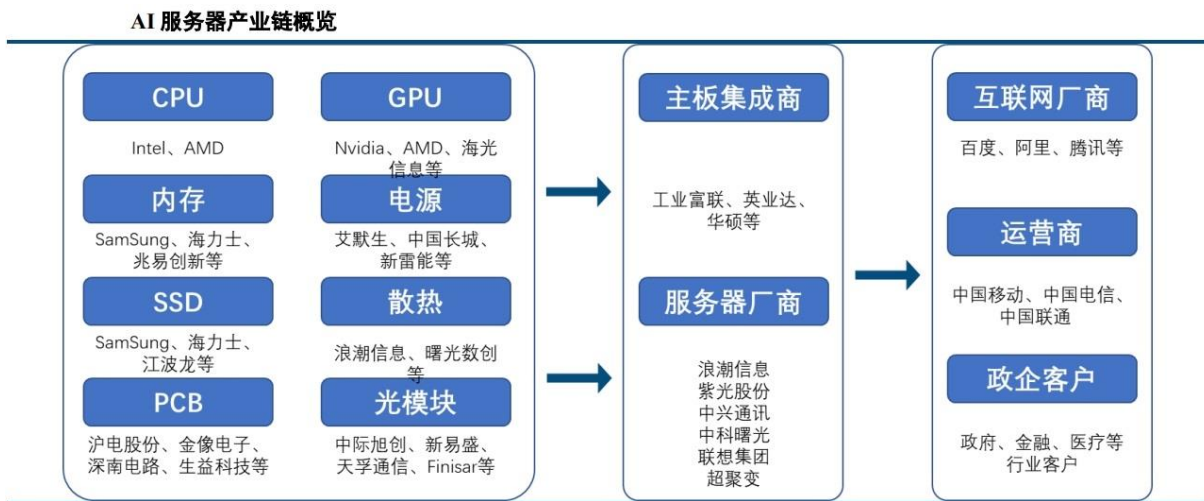 AI 服务器产业链概览
CPU
Intel、AMD
GPU
Nvidia、AMD、海光
信息等
内存
SamSung、海力士、
兆易创新等
电源
艾默生、中国长城、
新雷能等
SSD
SamSung、海力士、
江波龙等
散热
浪潮信息、曙光数创
等
PCB
沪电股份、金像电子、
深南电路、生益科技等
光模块
中际旭创、新易盛、
天孚通信、Finisar等
主板集成商
工业富联、英业达、
华硕等
服务器厂商
浪潮信息
紫光股份
中兴通讯
中科曙光
联想集团
超聚变
互联网厂商
百度、阿里、腾讯等
运营商
中国移动、中国电信、
中国联通
政企客户
政府、金融、医疗等
行业客户